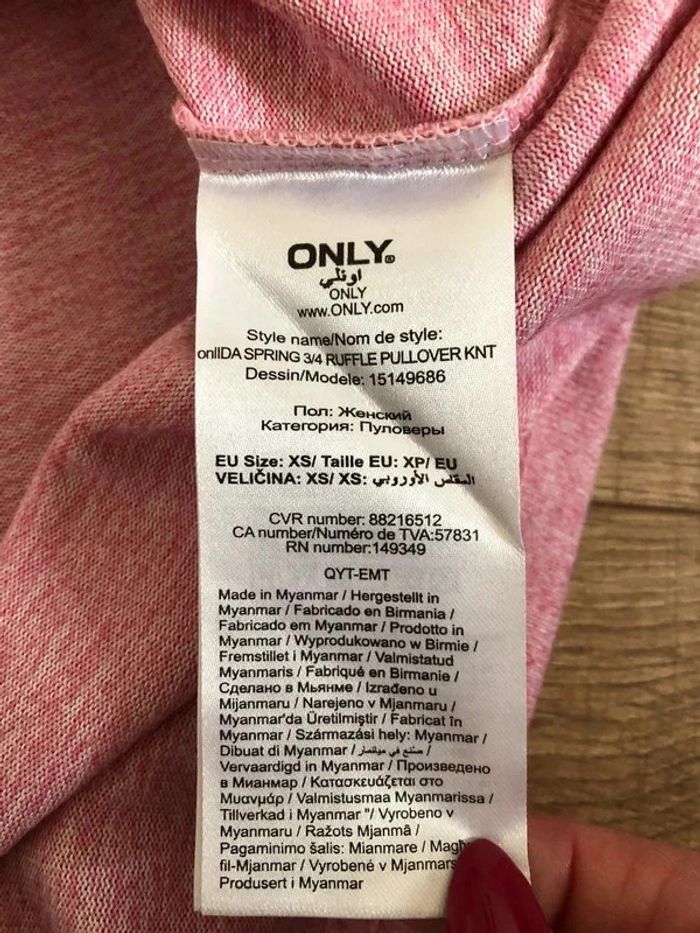 ONLY®
اونلي
ONLY
www.ONLY.com
Style name/Nom de style:
onlIDA SPRING 3/4 RUFFLE PULLOVER KNT
Dessin/Modele: 15149686
Пол: Женский
Категория: Пуловеры
EU Size: XS/ Taille EU: XP/ EU
VELIČINA: XS/ XS: المقاس الأوروبي
CVR number: 88216512
CA number/Numéro de TVA:57831
RN number:149349
QYT-EMT
Made in Myanmar / Hergestellt in
Myanmar / Fabricado en Birmania /
Fabricado em Myanmar / Prodotto in
Myanmar / Wyprodukowano w Birmie /
Fremstillet i Myanmar / Valmistatud
Myanmaris / Fabriqué en Birmanie /
Сделано в Мьянме / Izrađeno u
Mijanmaru / Narejeno v Mjanmaru /
Myanmar'da Üretilmiştir / Fabricat în
Myanmar / Származási hely: Myanmar /
Dibuat di Myanmar / صنع في ميانمار /
Vervaardigd in Myanmar / Произведено
в Мианмар / Κατασκευάζεται στο
Μυανμάρ / Valmistusmaa Myanmarissa /
Tillverkad i Myanmar "/ Vyrobeno v
Myanmaru / Ražots Mjanmā /
Pagaminimo šalis: Mianmare /
fil-Mjanmar / Vyrobené v
Produsert i Myanmar